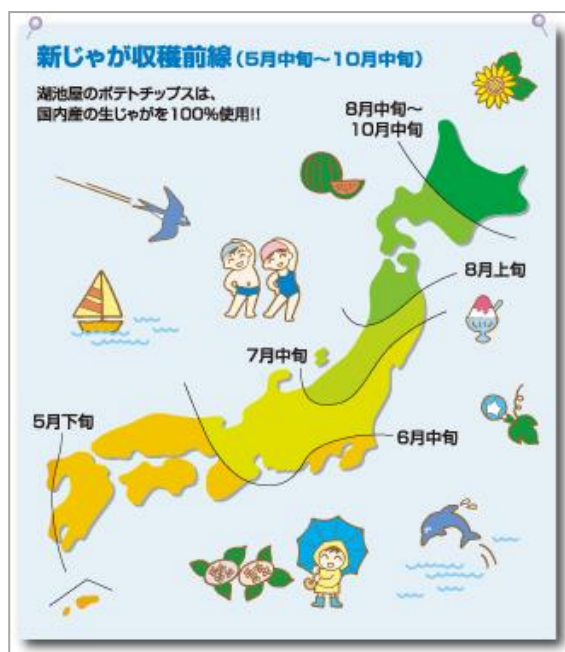 新じゃが収穫前線(5月中旬〜10月中旬)
湖池屋のポテトチップスは、
国内産の生じゃがを100%使用!!
8月中旬〜
10月中旬
8月上旬
7月中旬
6月中旬
5月下旬